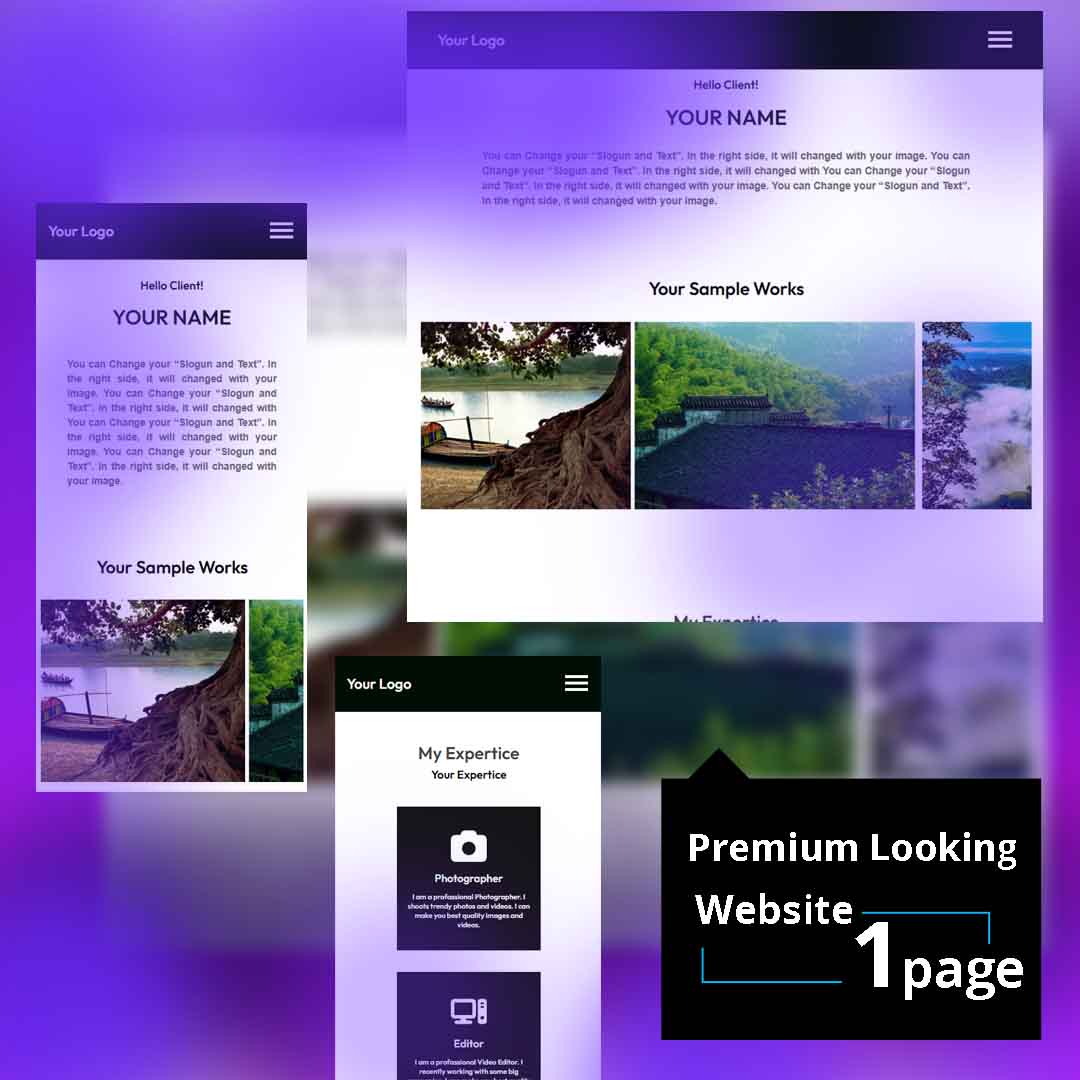 Your Logo
Hello Client!
YOUR NAME
You can Change your “Slogun and Text”. In the right side, it will changed with your image. You can
Change your “Slogun and Text”. In the right side, it will changed with You can Change your “Slogun
and Text”. In the right side, it will changed with your image. You can Change your “Slogun and Text”.
In the right side, it will changed with your image.
Your Sample Works
My Expertice
Your Logo
Hello Client!
YOUR NAME
You can Change your “Slogun and Text”. In
the right side, it will changed with your
image. You can Change your “Slogun and
Text”. In the right side, it will changed with
You can Change your “Slogun and Text”. In
the right side, it will changed with your
image. You can Change your “Slogun and
Text”. In the right side, it will changed with
your image.
Your Sample Works
Your Logo
My Expertice
Your Expertice
Photographer
I am a profassional Photographer. I
shoots trendy photos and videos. I can
make you best quality images and
videos.
Editor
I am a profassional Video Editor. I
recently working with some big
Premium Looking
Website
1page